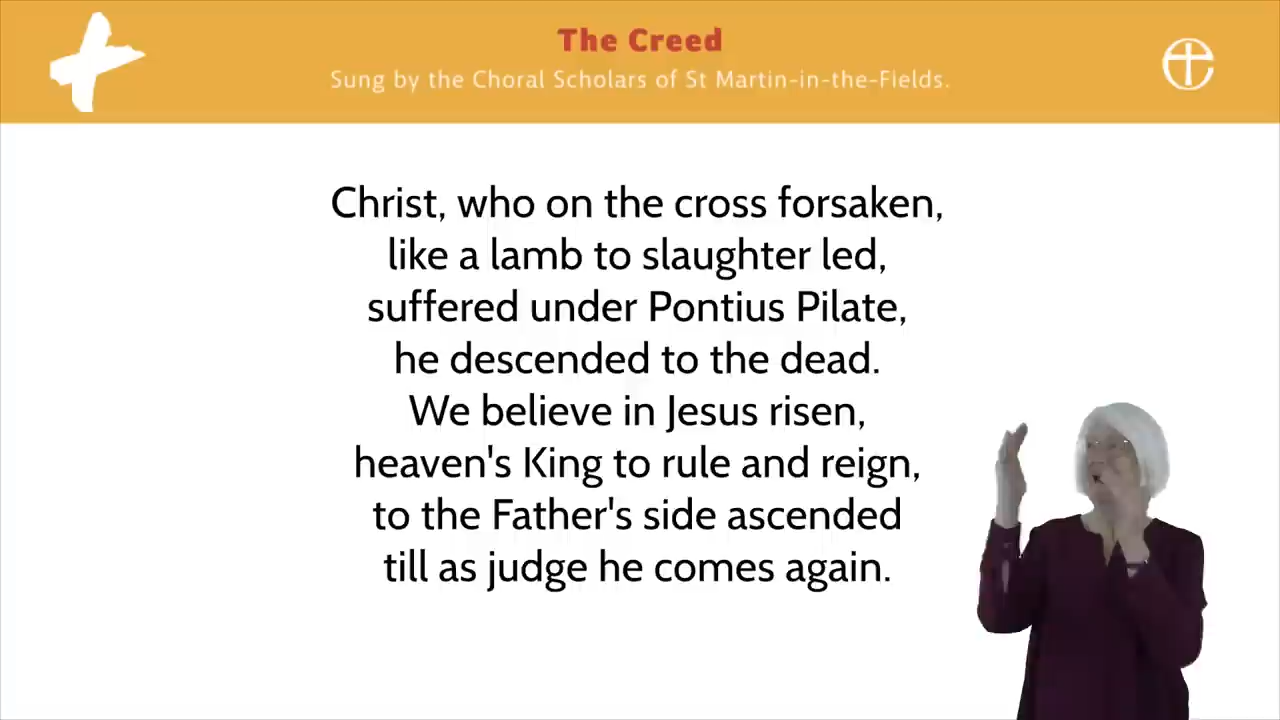 The Creed
Sung by the Choral Scholars of St Martin-in-the-Fields.
Christ, who on the cross forsaken,
like a lamb to slaughter led,
suffered under Pontius Pilate,
he descended to the dead.
We believe in Jesus risen,
heaven's King to rule and reign,
to the Father's side ascended
till as judge he comes again.